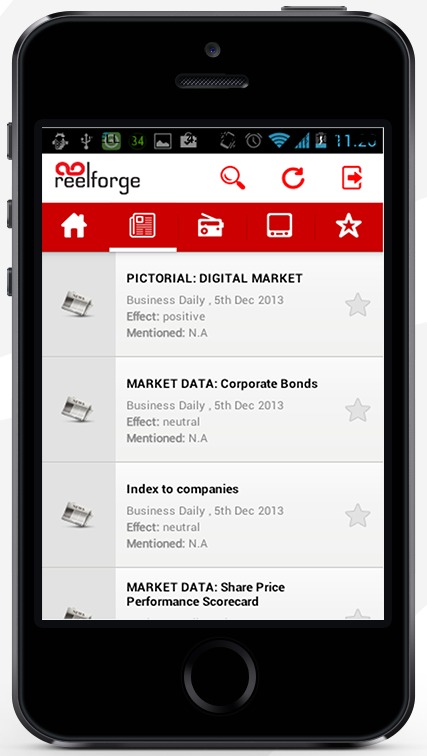 34
11.20
reelforge
PICTORIAL: DIGITAL MARKET
Business Daily , 5th Dec 2013
Effect: positive
Mentioned: N.A
MARKET DATA: Corporate Bonds
Business Daily , 5th Dec 2013
Effect: neutral
Mentioned: N.A
Index to companies
Business Daily , 5th Dec 2013
Effect: neutral
Mentioned: N.A
MARKET DATA: Share Price
Performance Scorecard